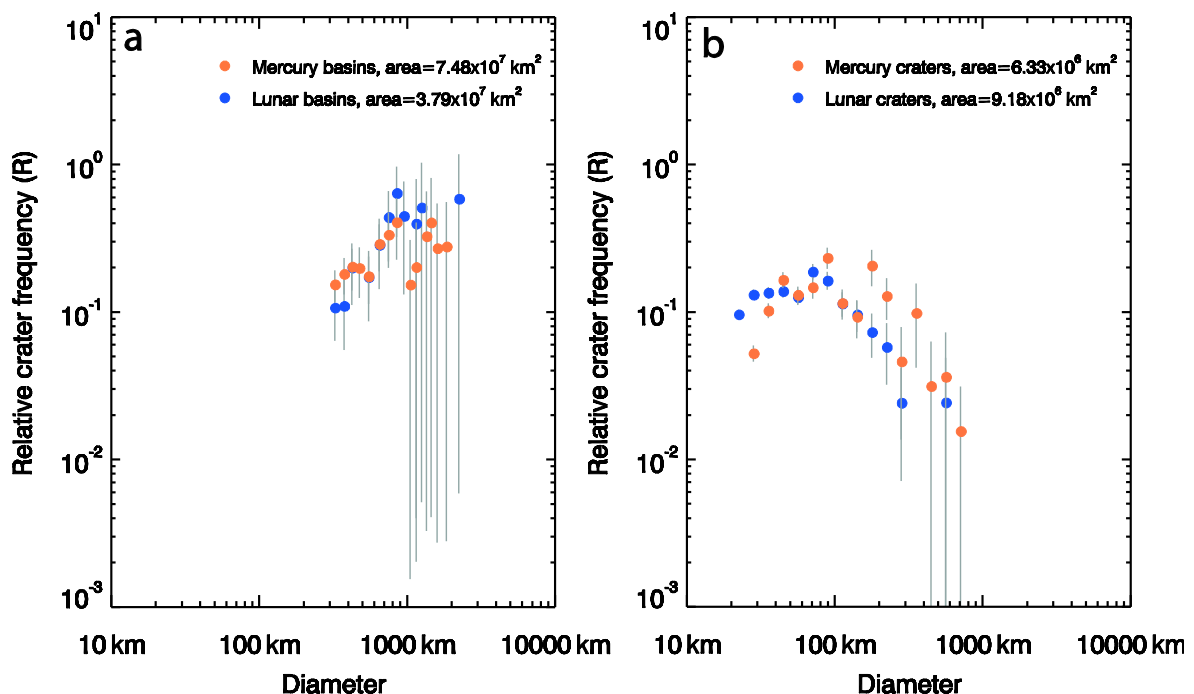 a
Mercury basins, area=7.48x10⁷ km²
Lunar basins, area=3.79x10⁷ km²
Relative crater frequency (R)
10¹
10⁰
10⁻¹
10⁻²
10⁻³
10 km
100 km
1000 km
10000 km
Diameter
b
Mercury craters, area=6.33x10⁶ km²
Lunar craters, area=9.18x10⁶ km²
Relative crater frequency (R)
10¹
10⁰
10⁻¹
10⁻²
10⁻³
10 km
100 km
1000 km
10000 km
Diameter